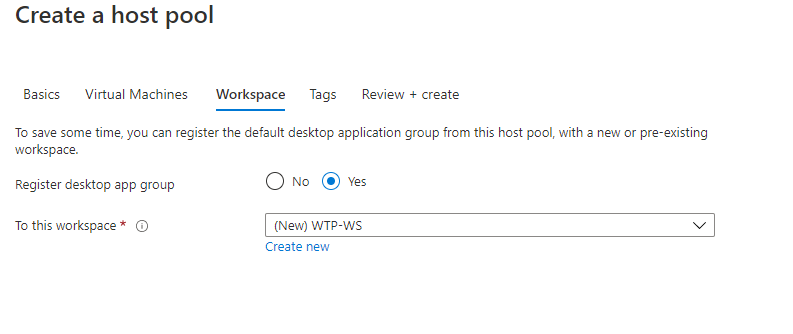 Create a host pool
Basics Virtual Machines Workspace Tags Review + create
To save some time, you can register the default desktop application group from this host pool, with a new or pre-existing
workspace.
Register desktop app group No Yes
To this workspace * (New) WTP-WS
Create new